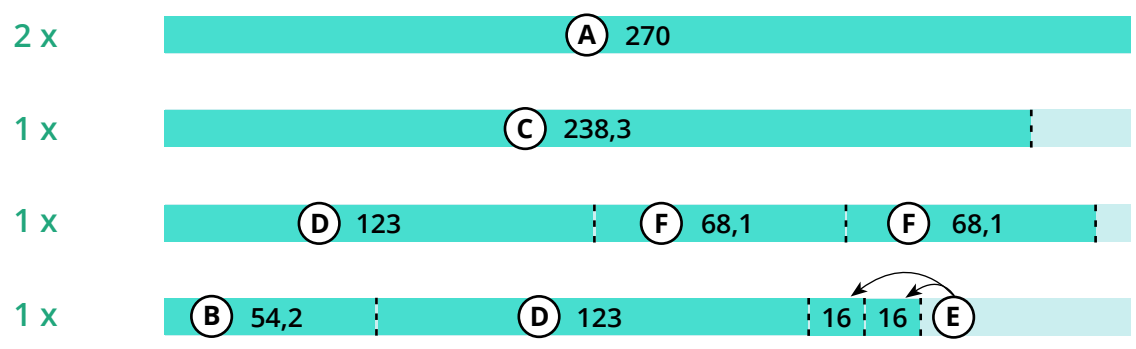 2 x A 270
1 x C 238,3
1 x D 123 F 68,1 F 68,1
1 x B 54,2 D 123 16 16 E